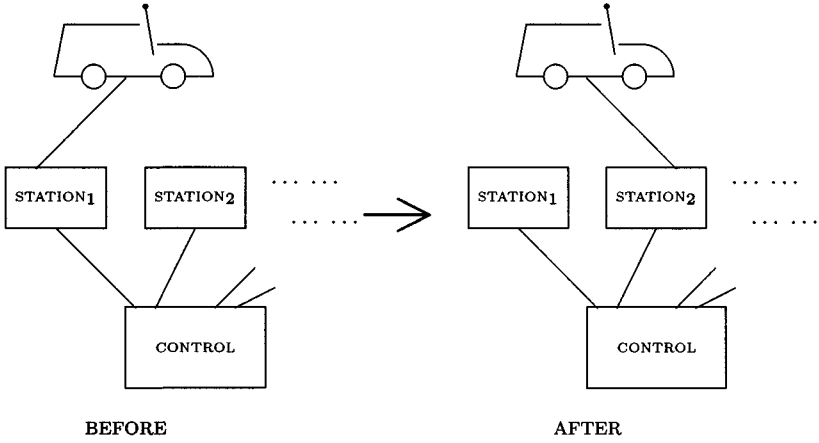 STATION1 STATION2 ... ... STATION1 STATION2 ... ...
... ... ... ...
CONTROL CONTROL
BEFORE AFTER